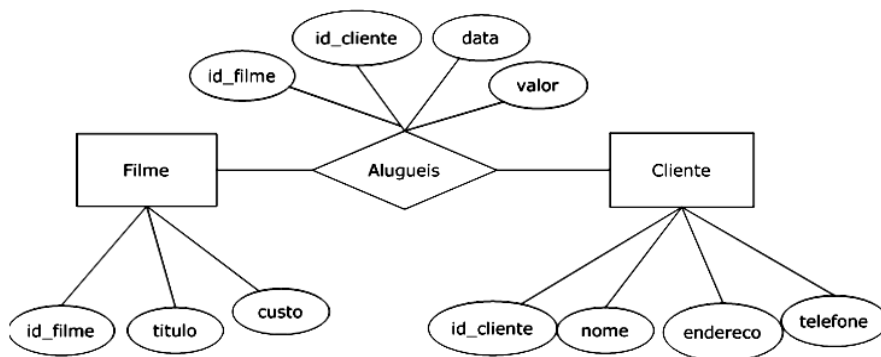 id_cliente
data
id_filme
valor
Filme
Alugueis
Cliente
id_filme
titulo
custo
id_cliente
nome
endereco
telefone